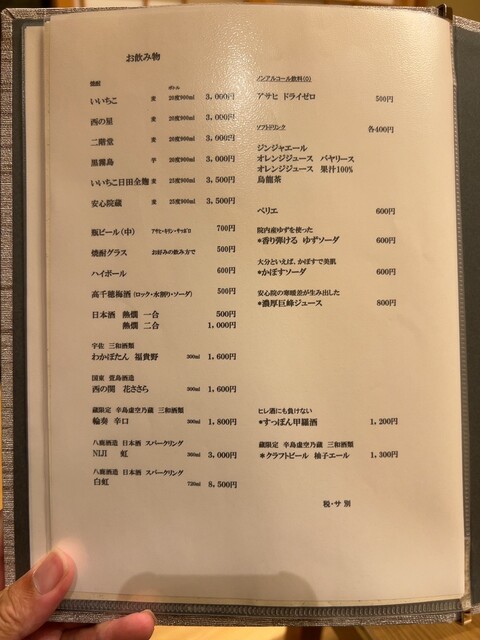 お飲み物
焼酎 ボトル
いいちこ 麦 25度900ml 3,000円
西の星 麦 20度900ml 3,000円
二階堂 麦 20度900ml 3,000円
黒霧島 芋 20度900ml 3,000円
いいちこ日田全麹 麦 25度900ml 3,500円
安心院蔵 麦 25度900ml 3,500円
瓶ビール(中) アサヒ・キリン・サッポロ 700円
焼酎グラス お好みの飲み方で 500円
ハイボール 600円
高千穂梅酒(ロック・水割り・ソーダ) 500円
日本酒 熱燗 一合 500円
熱燗 二合 1,000円
宇佐 三和酒類
わかぼたん 福貴野 300ml 1,600円
国東 萱島酒造
西の関 花ささら 300ml 1,600円
蔵限定 辛島虚空乃蔵 三和酒類
輪奏 辛口 300ml 1,800円
八鹿酒造 日本酒 スパークリング
NIJI 虹 360ml 3,000円
八鹿酒造 日本酒 スパークリング
白虹 720ml 8,500円
ノンアルコール飲料(0)
アサヒ ドライゼロ 500円
ソフトドリンク 各400円
ジンジャエール
オレンジジュース バヤリース
オレンジジュース 果汁100%
烏龍茶
ペリエ 600円
院内産ゆずを使った
*香り弾ける ゆずソーダ 600円
大分といえば、かぼすで美肌
*かぼすソーダ 600円
安心院の寒暖差が生み出した
*濃厚巨峰ジュース 800円
ヒレ酒にも負けない
*すっぽん甲羅酒 1,200円
蔵限定 辛島虚空乃蔵 三和酒類
*クラフトビール 柚子エール 1,300円
税・サ 別